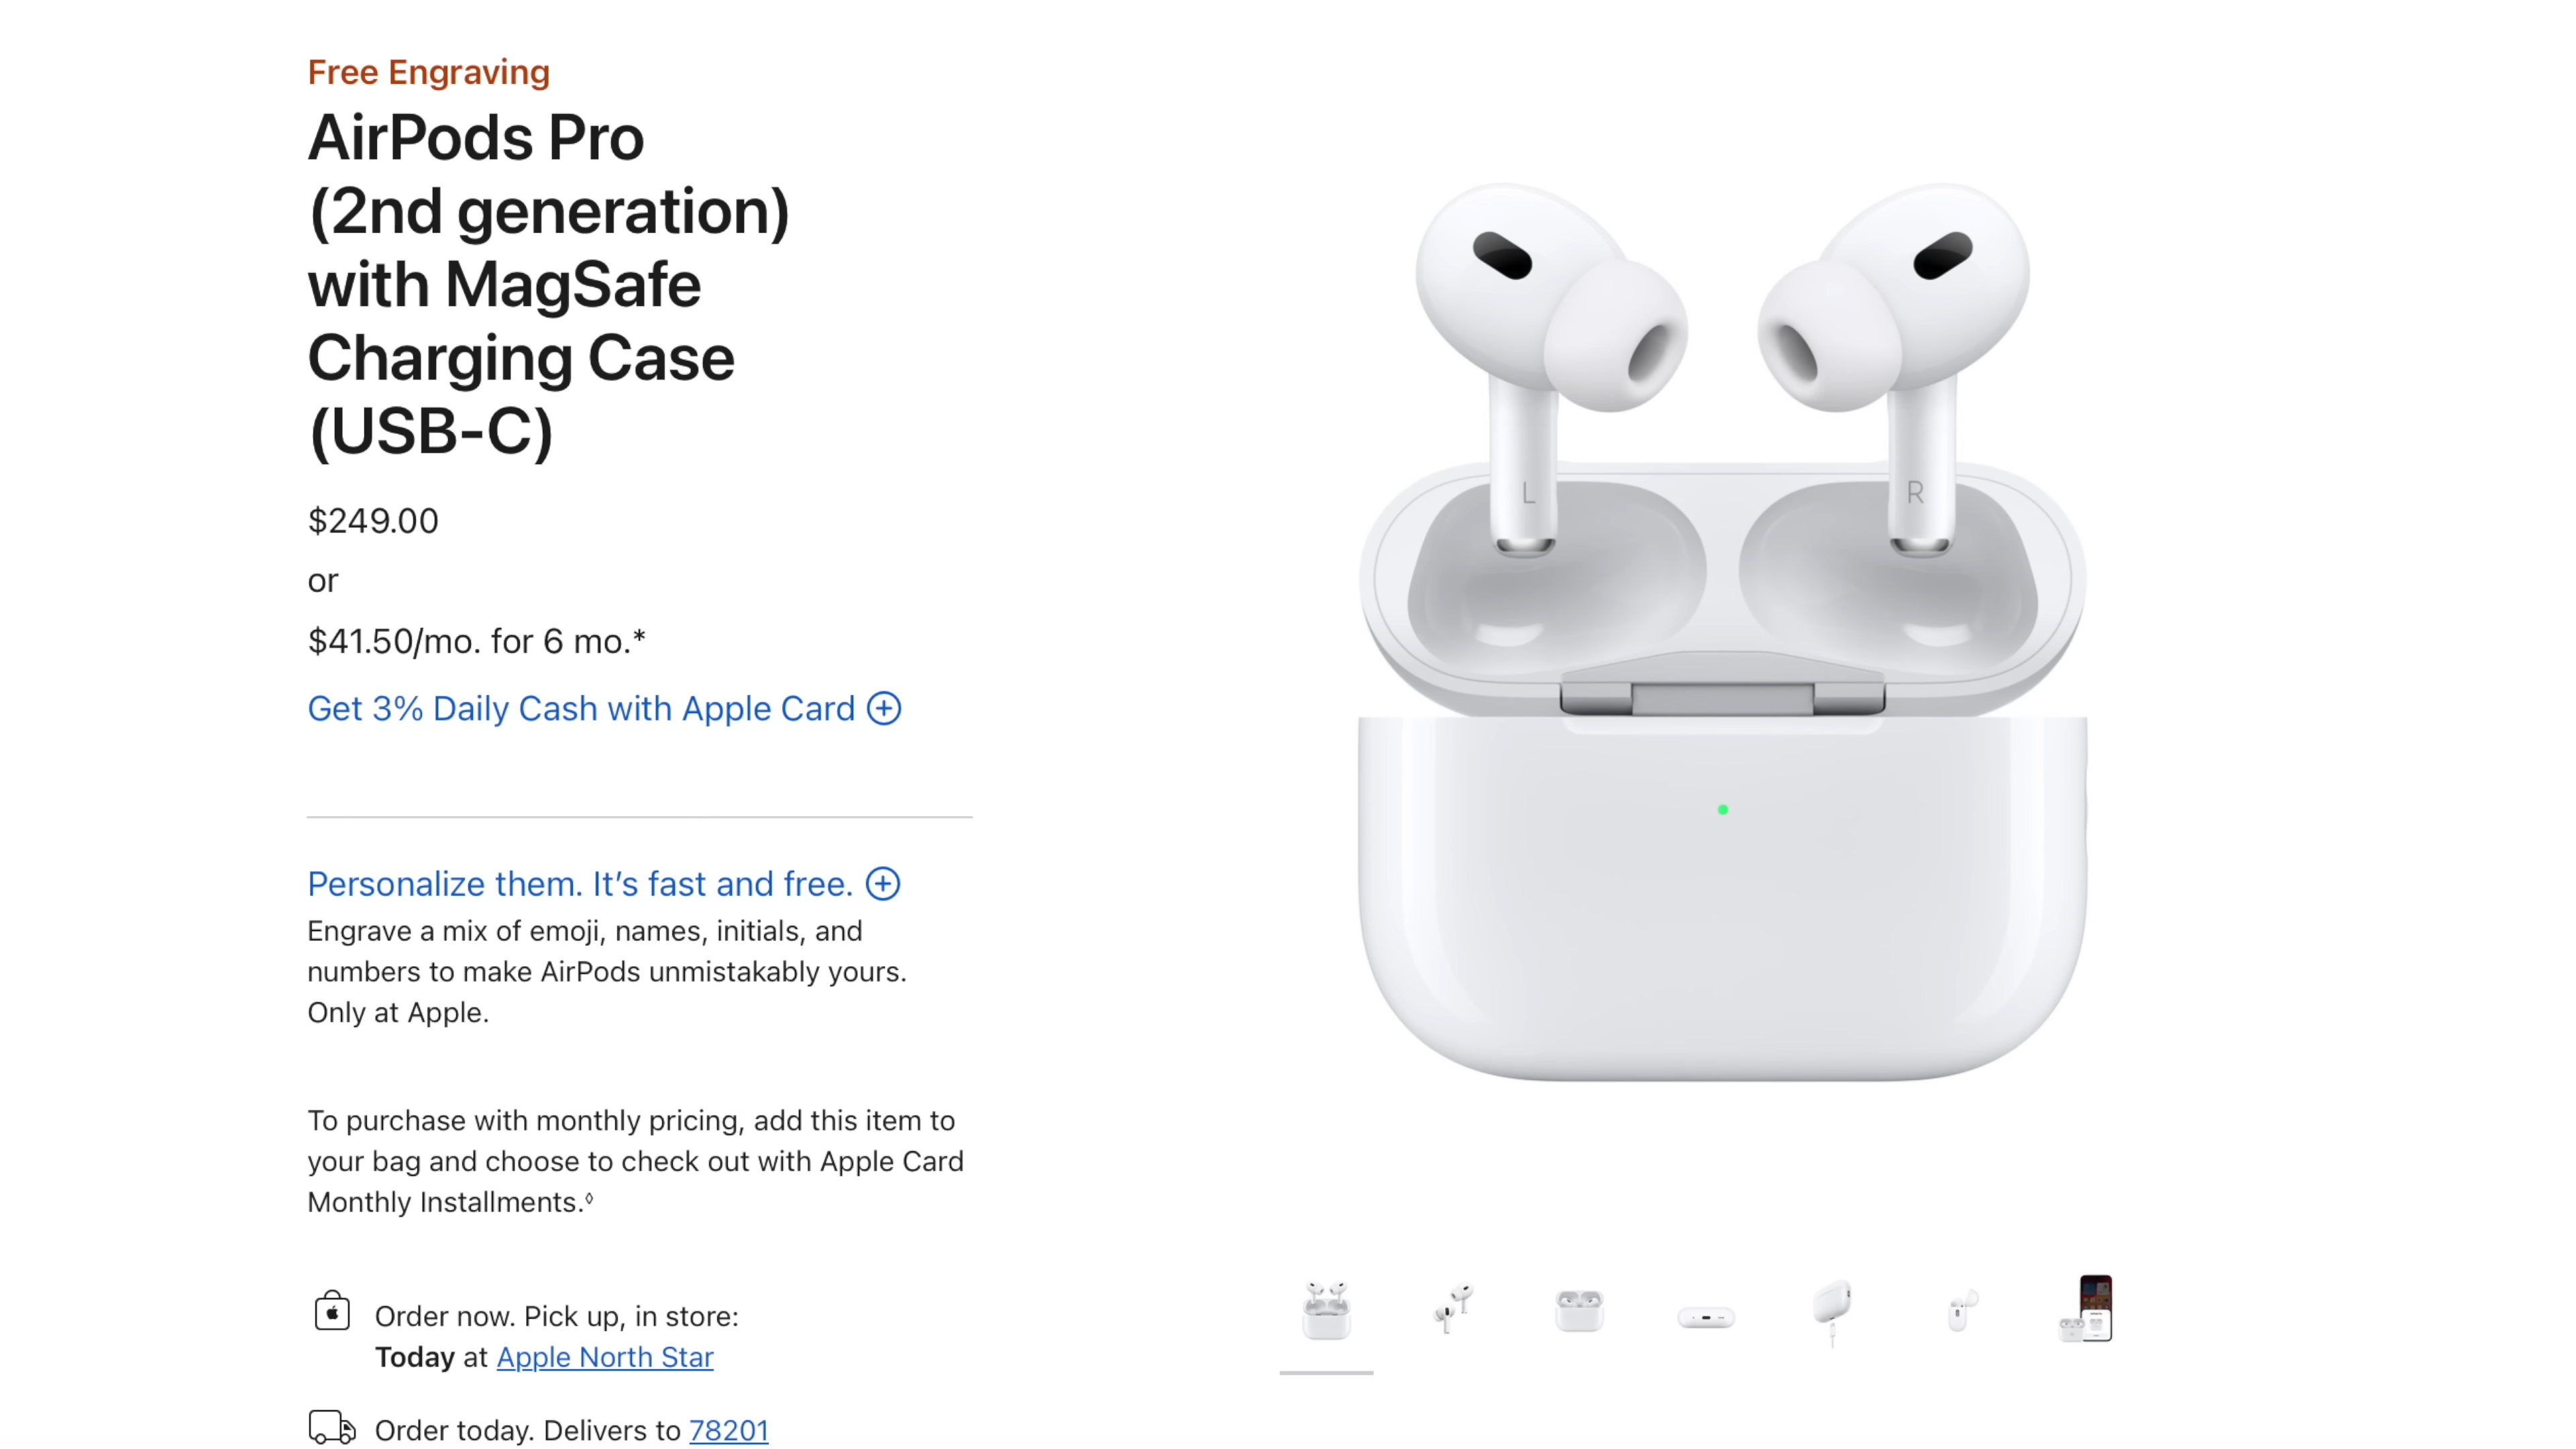 Free Engraving
AirPods Pro
(2nd generation)
with MagSafe
Charging Case
(USB-C)
$249.00
or
$41.50/mo. for 6 mo.*
Get 3% Daily Cash with Apple Card
Personalize them. It’s fast and free.
Engrave a mix of emoji, names, initials, and
numbers to make AirPods unmistakably yours.
Only at Apple.
To purchase with monthly pricing, add this item to
your bag and choose to check out with Apple Card
Monthly Installments.◊
Order now. Pick up, in store:
Today at Apple North Star
Order today. Delivers to 78201
L
R